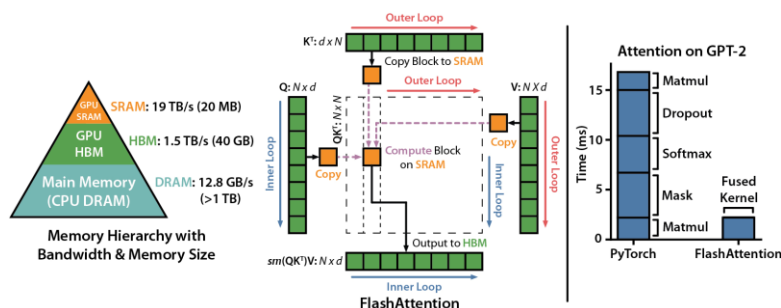 GPU
SRAM
SRAM: 19 TB/s (20 MB)
GPU
HBM
HBM: 1.5 TB/s (40 GB)
Main Memory
(CPU DRAM)
DRAM: 12.8 GB/s
(>1 TB)
Memory Hierarchy with
Bandwidth & Memory Size
Outer Loop
Kᵀ: d x N
Copy Block to SRAM
Outer Loop
Q: N x d
V: N X d
QKᵀ: N x N
Inner Loop
Copy
Compute Block
on SRAM
Copy
Inner Loop
Outer Loop
Output to HBM
sm(QKᵀ)V: N x d
Inner Loop
FlashAttention
Attention on GPT-2
Time (ms)
15
10
5
0
Matmul
Dropout
Softmax
Mask
Matmul
Fused
Kernel
PyTorch
FlashAttention